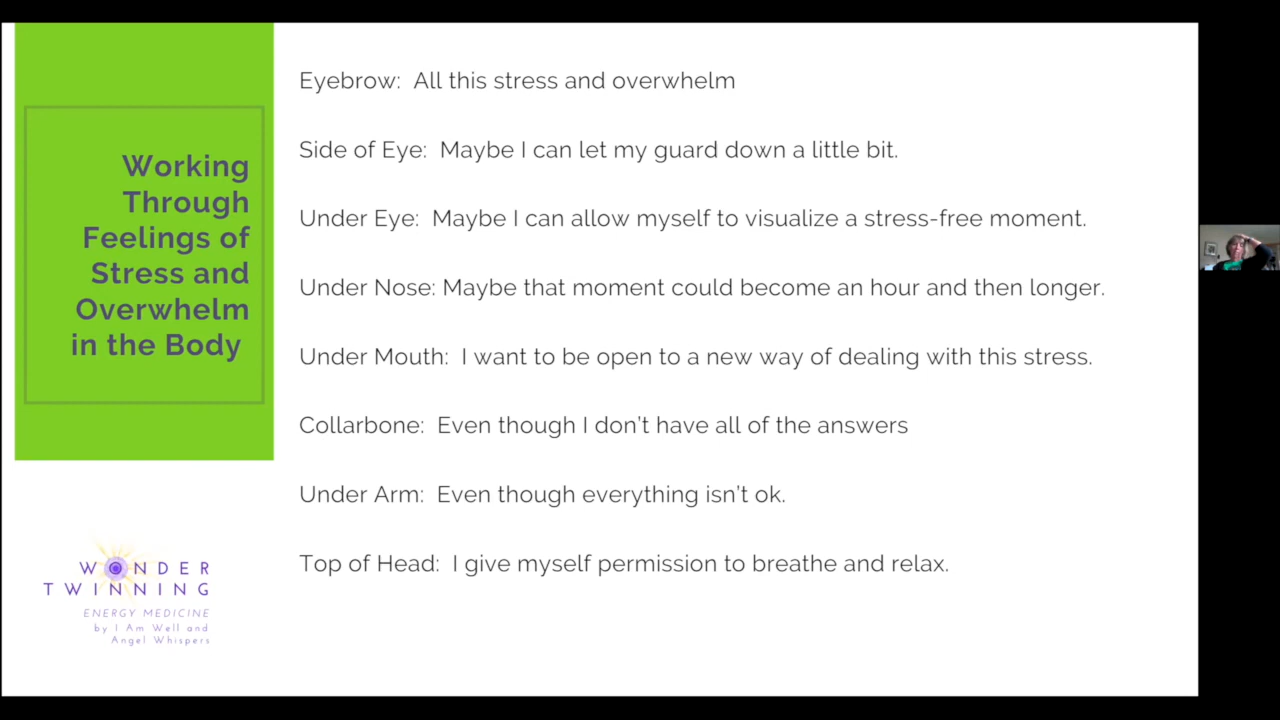 Working
Through
Feelings of
Stress and
Overwhelm
in the Body
WONDER
TWINNING
ENERGY MEDICINE
by I Am Well and
Angel Whispers
Eyebrow: All this stress and overwhelm
Side of Eye: Maybe I can let my guard down a little bit.
Under Eye: Maybe I can allow myself to visualize a stress-free moment.
Under Nose: Maybe that moment could become an hour and then longer.
Under Mouth: I want to be open to a new way of dealing with this stress.
Collarbone: Even though I don't have all of the answers
Under Arm: Even though everything isn't ok.
Top of Head: I give myself permission to breathe and relax.